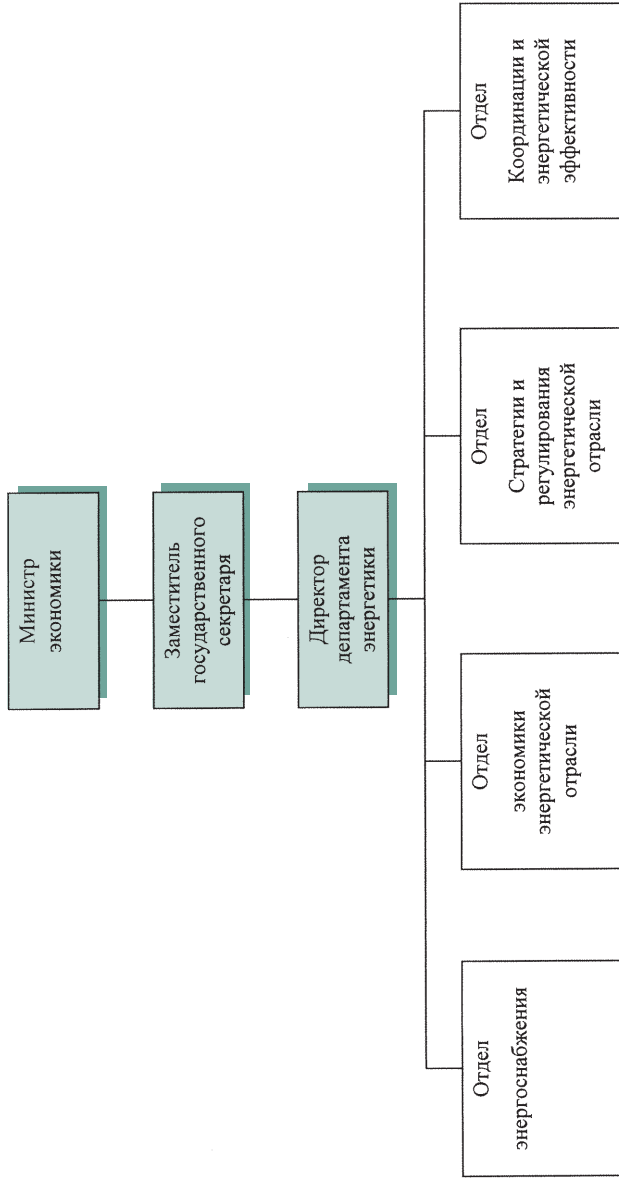 Министр
экономики
Заместитель
государственного
секретаря
Директор
департамента
энергетики
Отдел
энергоснабжения
Отдел
экономики
энергетической
отрасли
Отдел
Стратегии и
регулирования
энергетической
отрасли
Отдел
Координации и
энергетической
эффективности